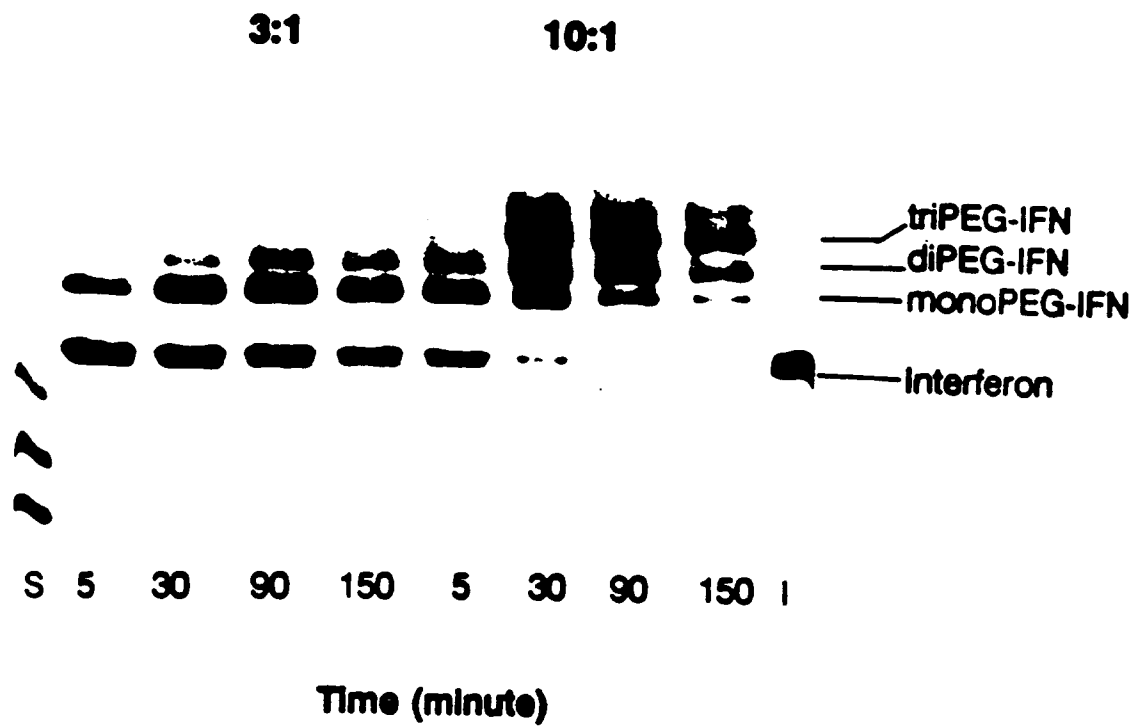 3:1 10:1
triPEG-IFN
diPEG-IFN
monoPEG-IFN
Interferon
S 5 30 90 150 5 30 90 150 I
Time (minute)